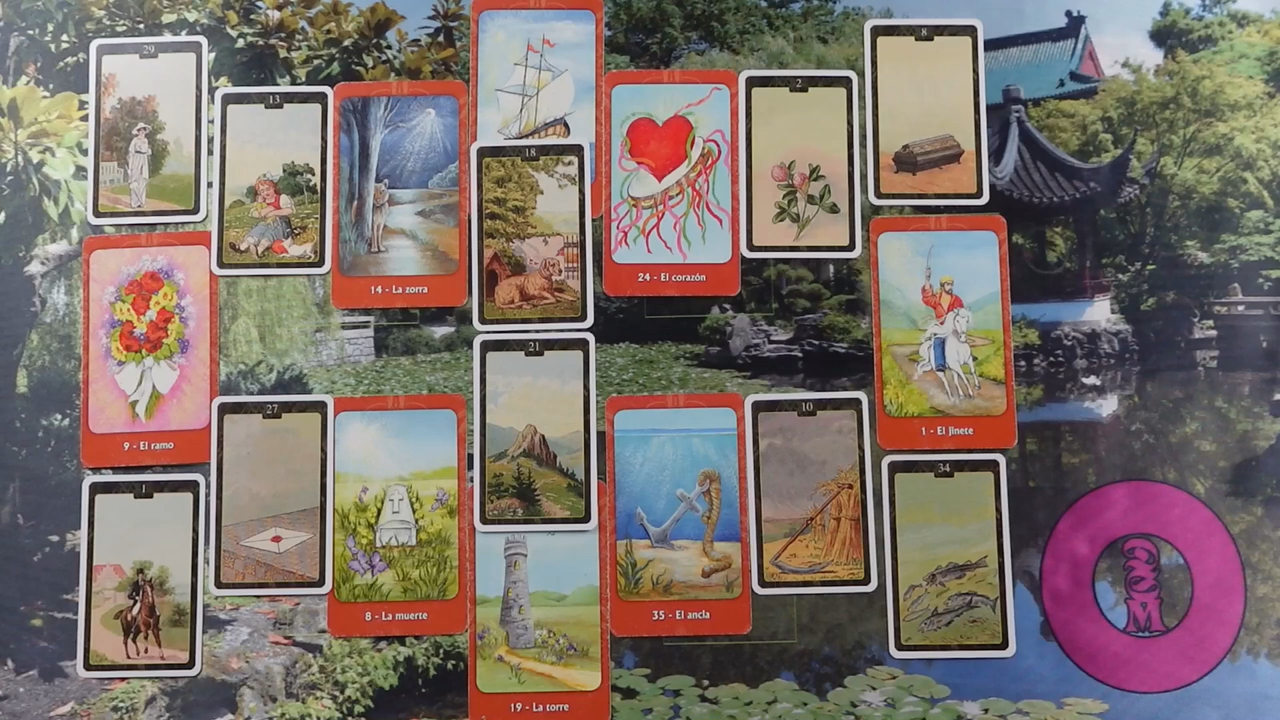 29
13
18
2
8
14 - La zorra
24 - El corazón
9 - El ramo
1 - El Jinete
21
27
10
34
1
8 - La muerte
35 - El ancla
19 - La torre